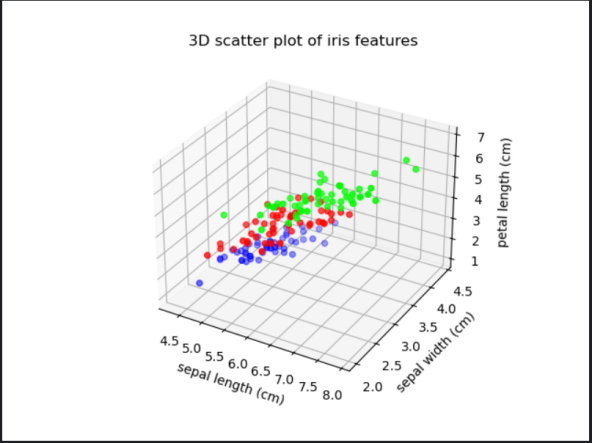 3D scatter plot of iris features
7
6
5
4
3
2
1
petal length (cm)
4.5
4.0
3.5
3.0
2.5
2.0
sepal width (cm)
4.5 5.0 5.5 6.0 6.5 7.0 7.5 8.0
sepal length (cm)